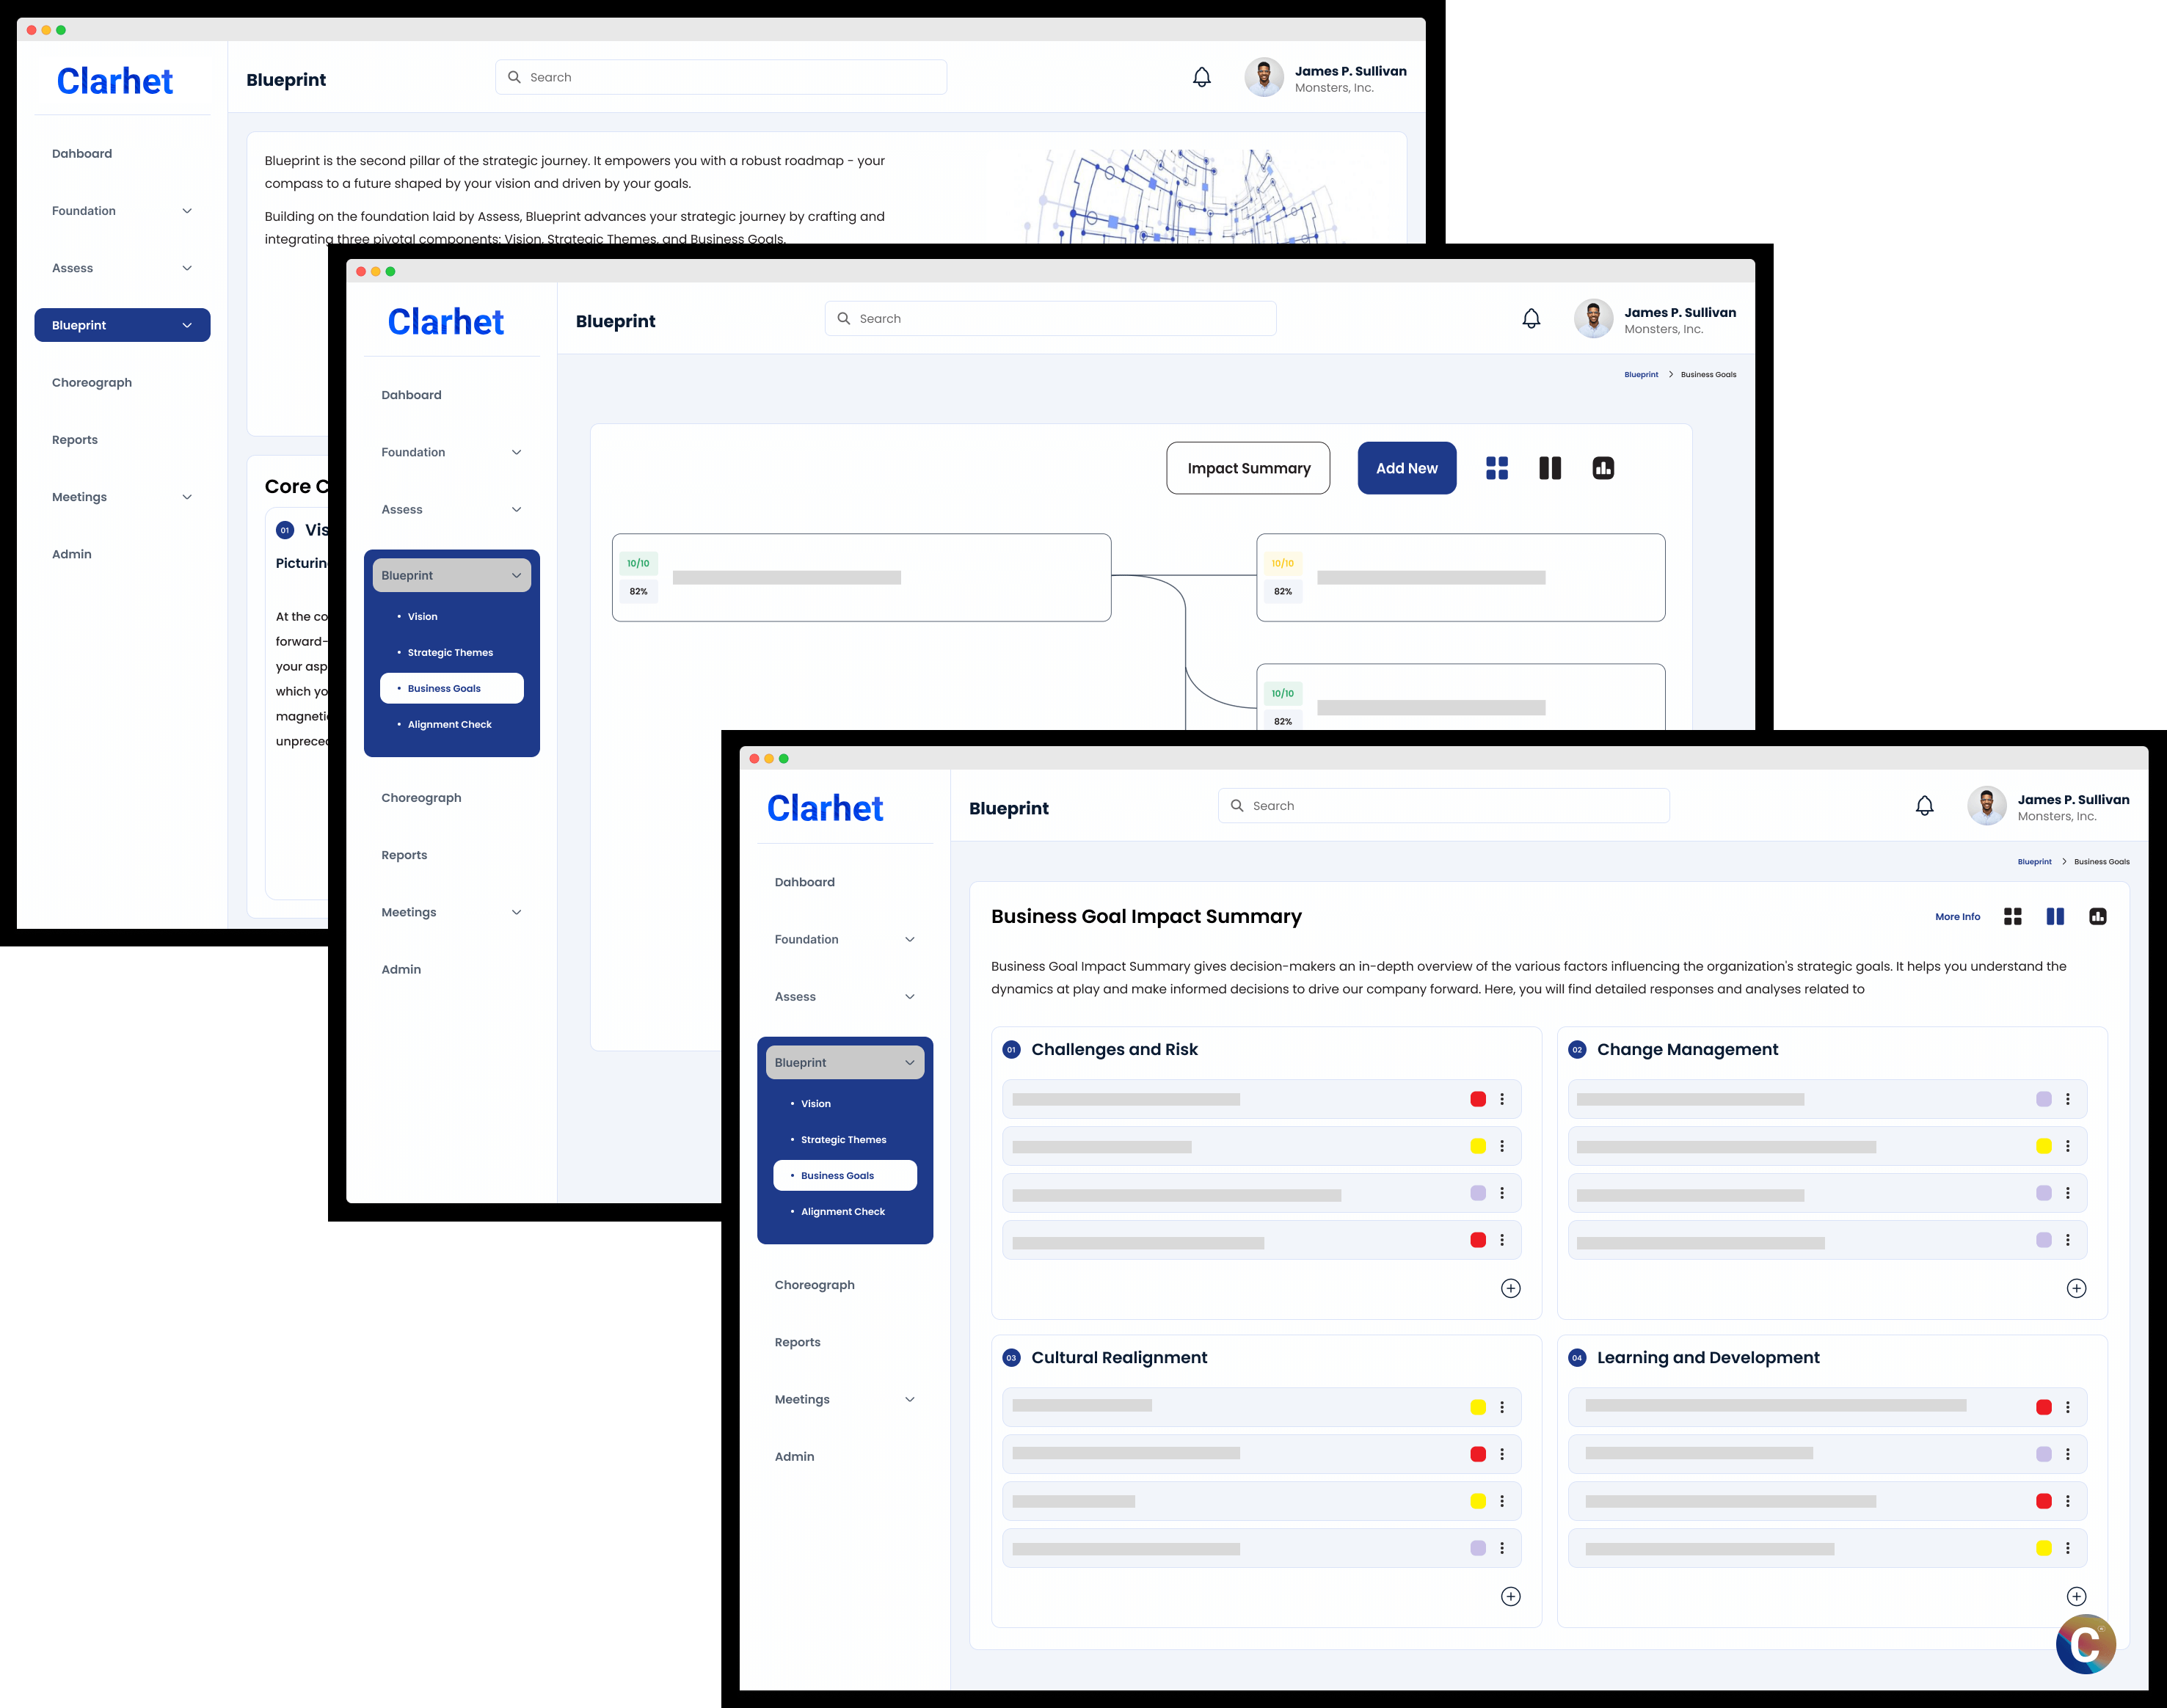 Clarhet
Blueprint
Search
James P. Sullivan
Monsters, Inc.
Dahboard
Foundation
Assess
Blueprint
Choreograph
Reports
Meetings
Admin
Blueprint is the second pillar of the strategic journey. It empowers you with a robust roadmap - your
compass to a future shaped by your vision and driven by your goals.
Building on the foundation laid by Assess, Blueprint advances your strategic journey by crafting and
integrating three pivotal components: Vision, Strategic Themes, and Business Goals.
Core C
01 Vis
Picturin
At the co
forward-
your asp
which yo
magneti
unprece
Clarhet
Blueprint
Search
James P. Sullivan
Monsters, Inc.
Blueprint > Business Goals
Dahboard
Foundation
Assess
Blueprint
• Vision
• Strategic Themes
• Business Goals
• Alignment Check
Choreograph
Reports
Meetings
Admin
Impact Summary
Add New
10/10
82%
10/10
82%
10/10
82%
Clarhet
Blueprint
Search
James P. Sullivan
Monsters, Inc.
Blueprint > Business Goals
Dahboard
Foundation
Assess
Blueprint
• Vision
• Strategic Themes
• Business Goals
• Alignment Check
Choreograph
Reports
Meetings
Admin
Business Goal Impact Summary
More Info
Business Goal Impact Summary gives decision-makers an in-depth overview of the various factors influencing the organization's strategic goals. It helps you understand the
dynamics at play and make informed decisions to drive our company forward. Here, you will find detailed responses and analyses related to
01 Challenges and Risk
02 Change Management
03 Cultural Realignment
04 Learning and Development
C